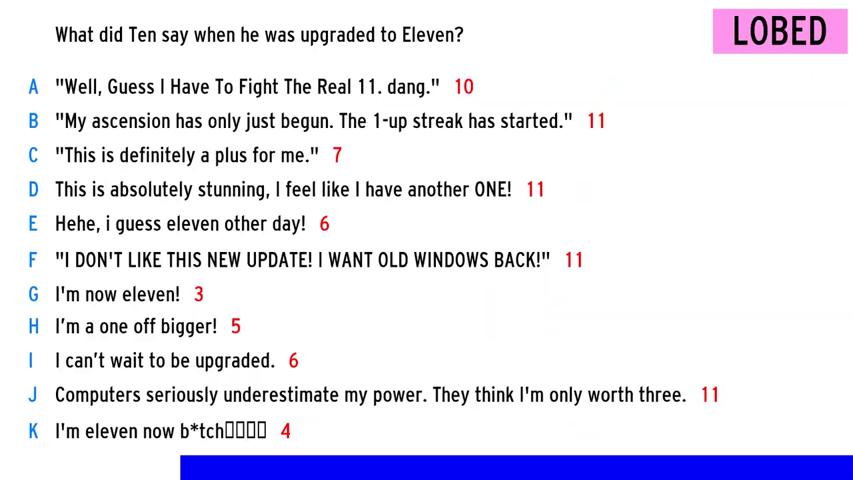 What did Ten say when he was upgraded to Eleven?
LOBED
A "Well, Guess I Have To Fight The Real 11. dang." 10
B "My ascension has only just begun. The 1-up streak has started." 11
C "This is definitely a plus for me." 7
D This is absolutely stunning, I feel like I have another ONE! 11
E Hehe, i guess eleven other day! 6
F "I DON'T LIKE THIS NEW UPDATE! I WANT OLD WINDOWS BACK!" 11
G I'm now eleven! 3
H I’m a one off bigger! 5
I I can’t wait to be upgraded. 6
J Computers seriously underestimate my power. They think I'm only worth three. 11
K I'm eleven now b*tch▯▯▯▯ 4